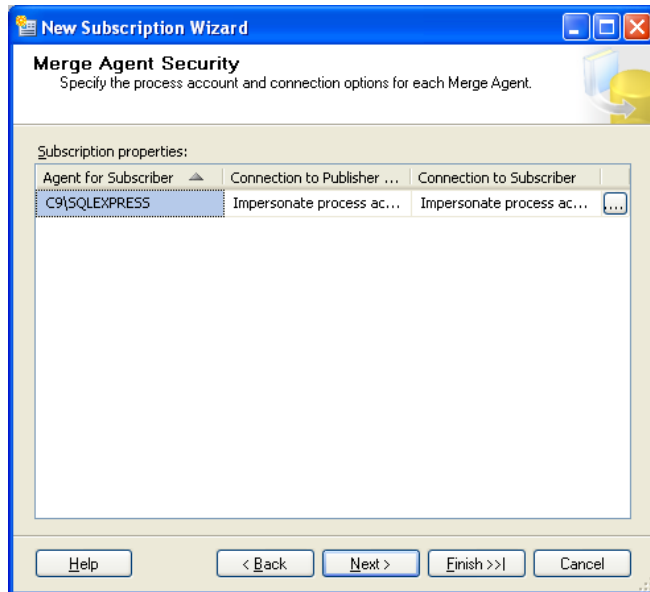 New Subscription Wizard
Merge Agent Security
Specify the process account and connection options for each Merge Agent.
Subscription properties:
Agent for Subscriber Connection to Publisher ... Connection to Subscriber
C9\SQLEXPRESS Impersonate process ac... Impersonate process ac... ...
Help < Back Next > Finish >>| Cancel